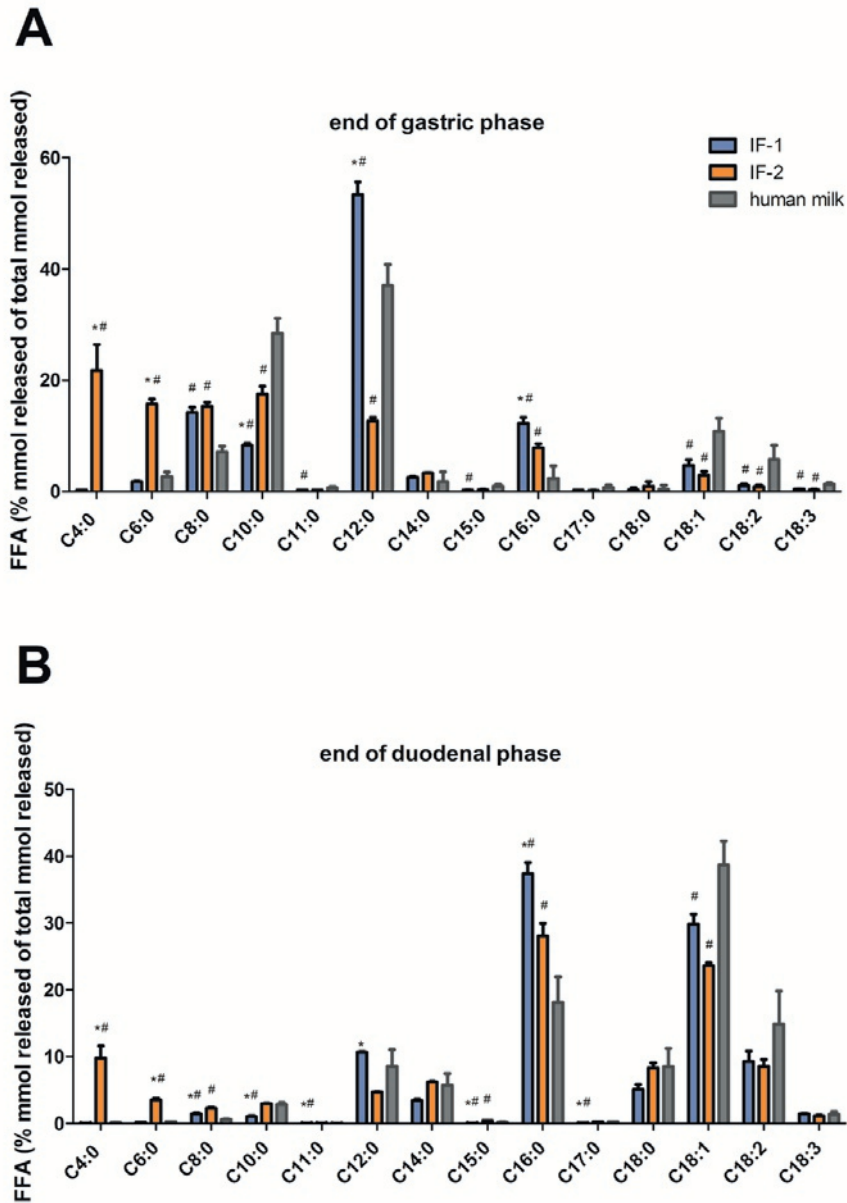 A
end of gastric phase
IF-1
IF-2
human milk
FFA (% mmol released of total mmol released)
60
40
20
0
*#
*#
# #
*# #
#
*# #
#
*# #
# #
# #
# #
C4:0 C6:0 C8:0 C10:0 C11:0 C12:0 C14:0 C15:0 C16:0 C17:0 C18:0 C18:1 C18:2 C18:3
B
end of duodenal phase
FFA (% mmol released of total mmol released)
50
40
30
20
10
0
*#
*#
*# #
*#
*#
*
*# #
*# #
*#
# #
C4:0 C6:0 C8:0 C10:0 C11:0 C12:0 C14:0 C15:0 C16:0 C17:0 C18:0 C18:1 C18:2 C18:3